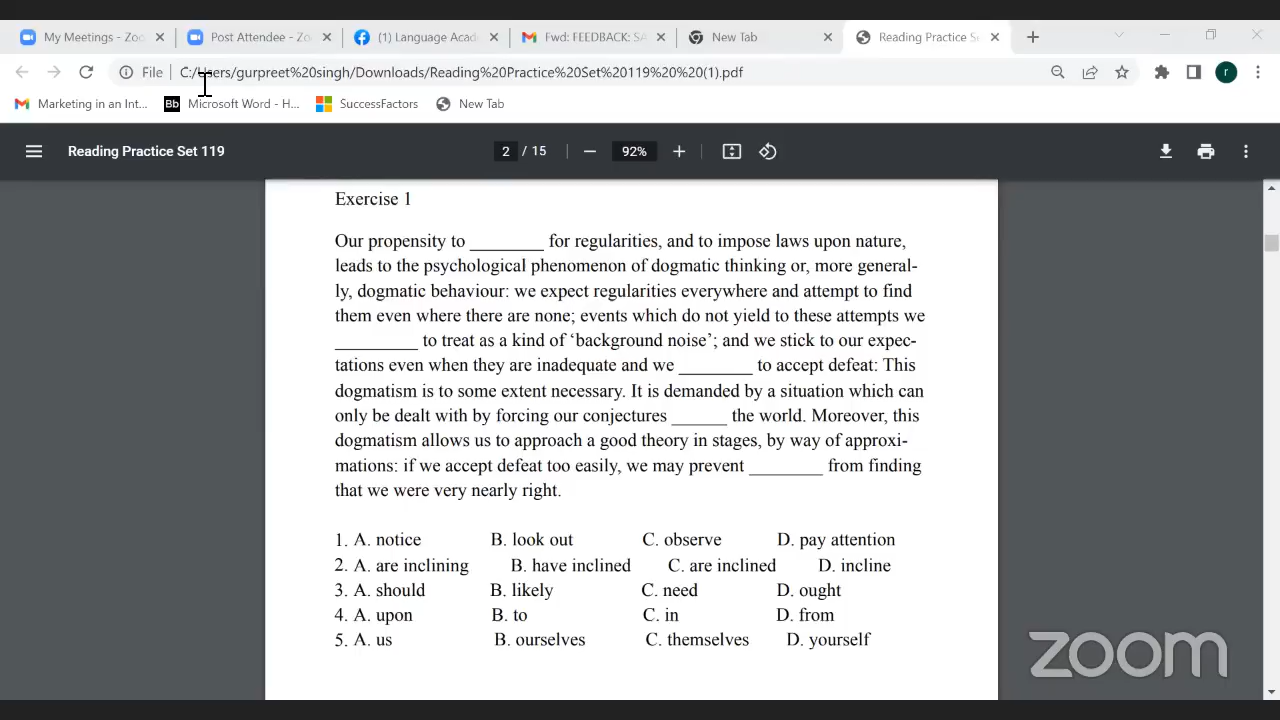 My Meetings - Zoo
Post Attendee - Zo
(1) Language Acad
Fwd: FEEDBACK: SA
New Tab
Reading Practice Se
File
C:/Users/gurpreet%20singh/Downloads/Reading%20Practice%20Set%20119%20%20(1).pdf
r
Marketing in an Int...
Bb
Microsoft Word - H...
SuccessFactors
New Tab
Reading Practice Set 119
2 / 15
92%
Exercise 1
Our propensity to ________ for regularities, and to impose laws upon nature,
leads to the psychological phenomenon of dogmatic thinking or, more general-
ly, dogmatic behaviour: we expect regularities everywhere and attempt to find
them even where there are none; events which do not yield to these attempts we
_________ to treat as a kind of ‘background noise’; and we stick to our expec-
tations even when they are inadequate and we ________ to accept defeat: This
dogmatism is to some extent necessary. It is demanded by a situation which can
only be dealt with by forcing our conjectures ______ the world. Moreover, this
dogmatism allows us to approach a good theory in stages, by way of approxi-
mations: if we accept defeat too easily, we may prevent ________ from finding
that we were very nearly right.
1. A. notice B. look out C. observe D. pay attention
2. A. are inclining B. have inclined C. are inclined D. incline
3. A. should B. likely C. need D. ought
4. A. upon B. to C. in D. from
5. A. us B. ourselves C. themselves D. yourself
zoom